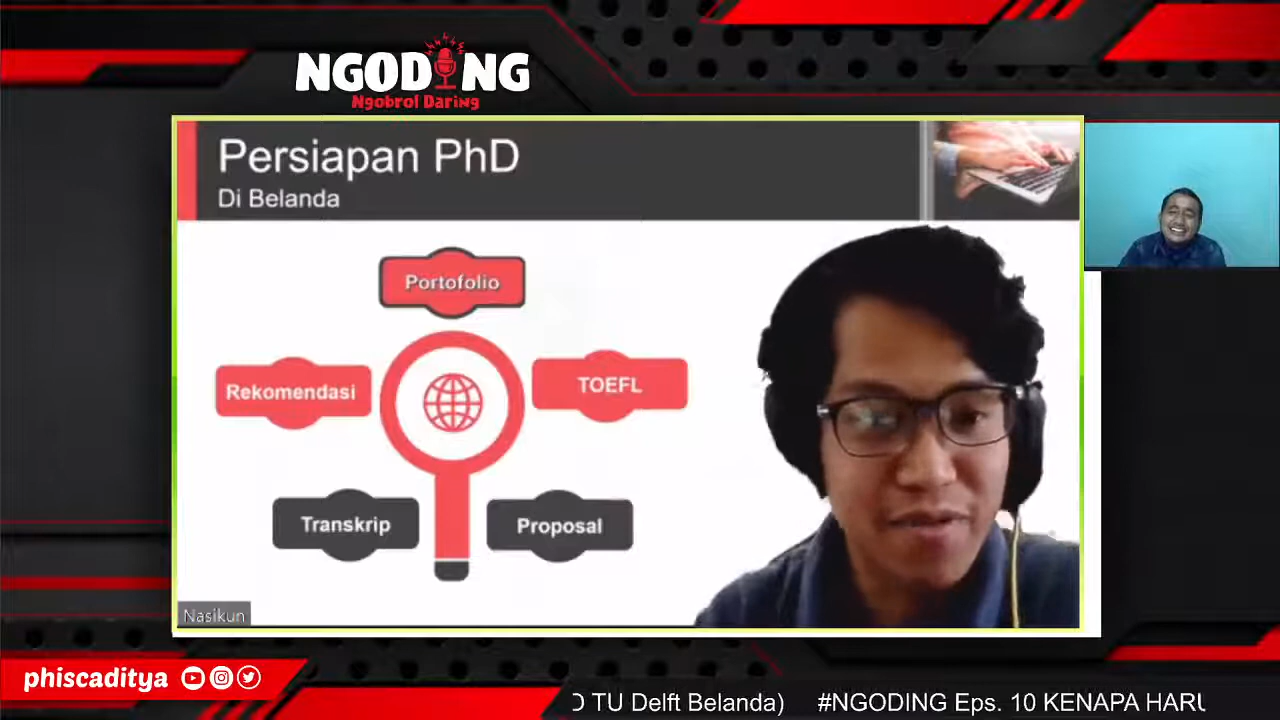 NGODING
Ngobrol Daring
Persiapan PhD
Di Belanda
Portofolio
Rekomendasi
TOEFL
Transkrip
Proposal
Nasikun
phiscaditya
TU Delft Belanda) #NGODING Eps. 10 KENAPA